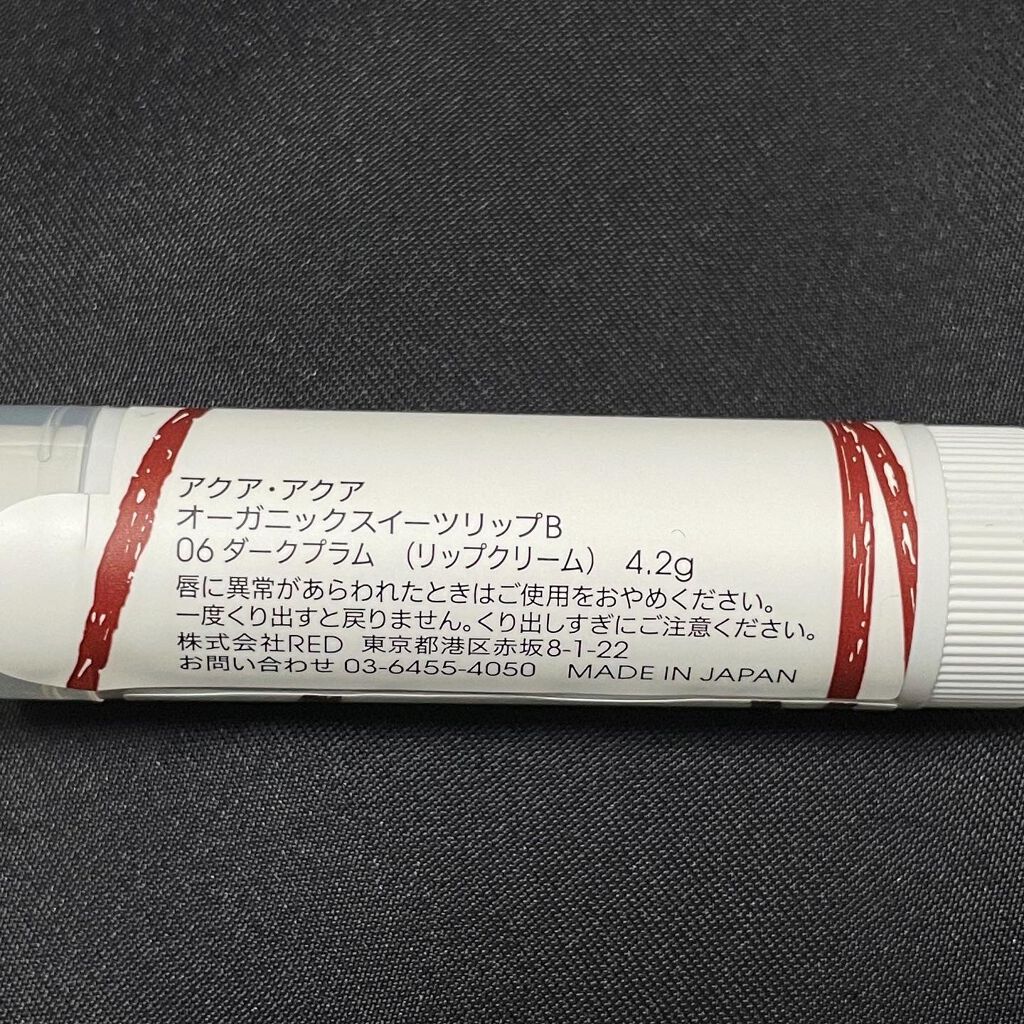 アクア・アクア
オーガニックスイーツリップB
06 ダークプラム （リップクリーム） 4.2g
唇に異常があらわれたときはご使用をおやめください。
一度くり出すと戻りません。くり出しすぎにご注意ください。
株式会社RED 東京都港区赤坂8-1-22
お問い合わせ 03-6455-4050 MADE IN JAPAN